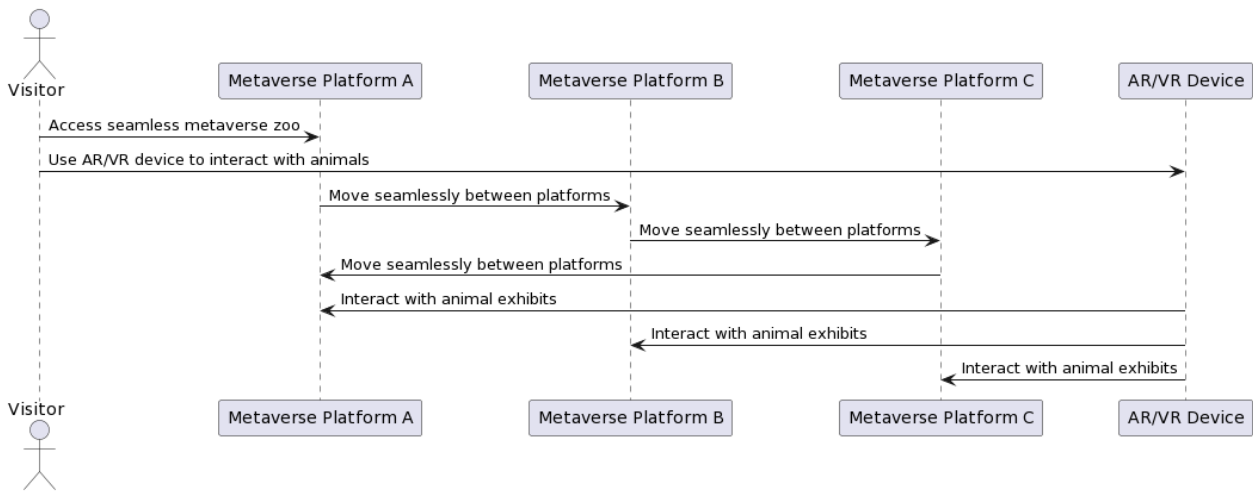 Visitor
Metaverse Platform A
Metaverse Platform B
Metaverse Platform C
AR/VR Device
Access seamless metaverse zoo
Use AR/VR device to interact with animals
Move seamlessly between platforms
Move seamlessly between platforms
Move seamlessly between platforms
Interact with animal exhibits
Interact with animal exhibits
Interact with animal exhibits
Visitor
Metaverse Platform A
Metaverse Platform B
Metaverse Platform C
AR/VR Device